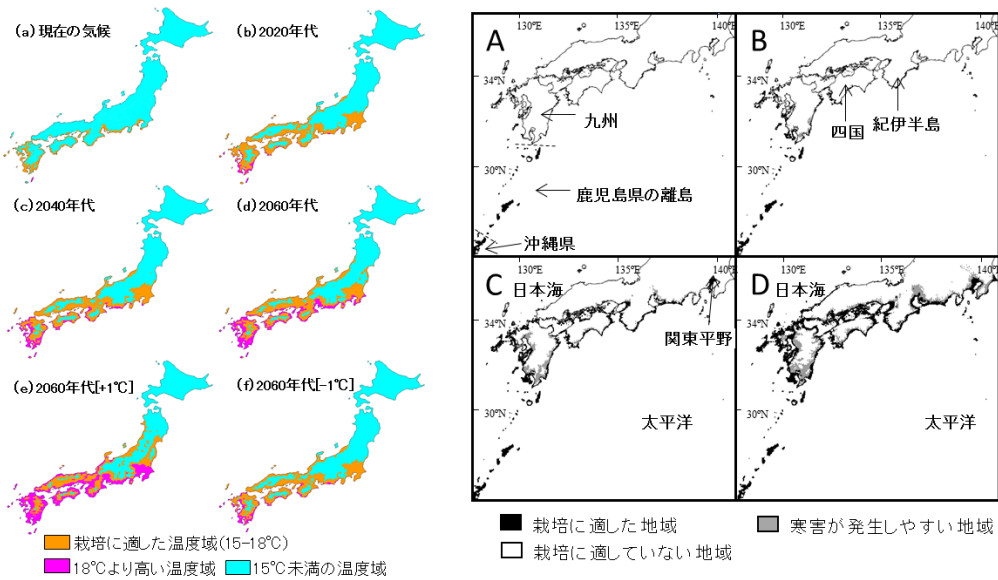 (a)現在の気候
(b)2020年代
(c)2040年代
(d)2060年代
(e)2060年代[+1℃]
(f)2060年代[-1℃]
栽培に適した温度域(15-18℃)
18℃より高い温度域
15℃未満の温度域
130°E
135°E
140°E
A
34°N
九州
30°N
鹿児島県の離島
沖縄県
130°E
135°E
140°
B
34°N
四国
紀伊半島
30°N
130°E
135°E
140°E
C
日本海
34°N
関東平野
30°N
太平洋
130°E
135°E
140°
D
日本海
34°N
30°N
太平洋
栽培に適した地域
寒害が発生しやすい地域
栽培に適していない地域